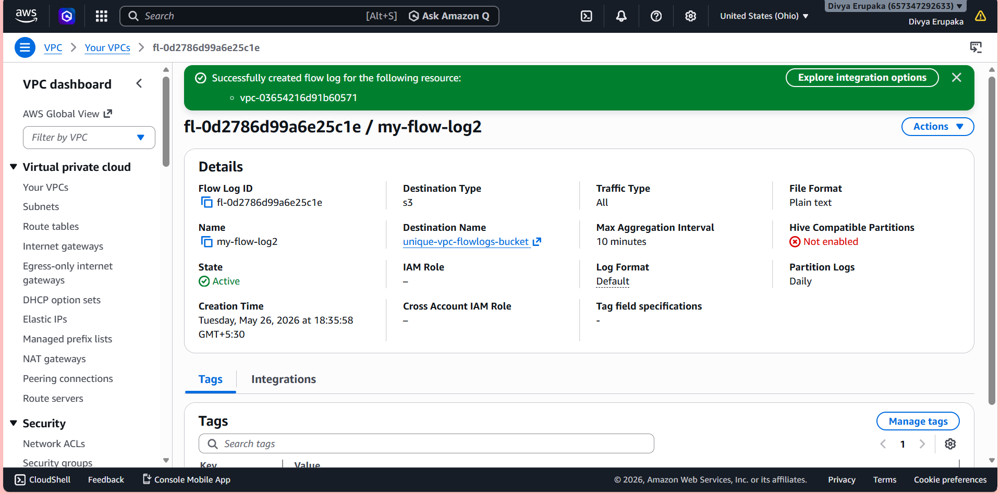 aws
Search
[Alt+S]
Ask Amazon Q
United States (Ohio)
Divya Erupaka (657347292633)
Divya Erupaka
VPC
Your VPCs
fl-0d2786d99a6e25c1e
VPC dashboard
AWS Global View
Filter by VPC
Virtual private cloud
Your VPCs
Subnets
Route tables
Internet gateways
Egress-only internet
gateways
DHCP option sets
Elastic IPs
Managed prefix lists
NAT gateways
Peering connections
Route servers
Security
Network ACLs
Security groups
Successfully created flow log for the following resource:
vpc-03654216d91b60571
Explore integration options
fl-0d2786d99a6e25c1e / my-flow-log2
Actions
Details
Flow Log ID
fl-0d2786d99a6e25c1e
Destination Type
s3
Traffic Type
All
File Format
Plain text
Name
my-flow-log2
Destination Name
unique-vpc-flowlogs-bucket
Max Aggregation Interval
10 minutes
Hive Compatible Partitions
Not enabled
State
Active
IAM Role
–
Log Format
Default
Partition Logs
Daily
Creation Time
Tuesday, May 26, 2026 at 18:35:58
GMT+5:30
Cross Account IAM Role
–
Tag field specifications
-
Tags
Integrations
Tags
Manage tags
Search tags
1
Key
Value
CloudShell
Feedback
Console Mobile App
© 2026, Amazon Web Services, Inc. or its affiliates.
Privacy
Terms
Cookie preferences